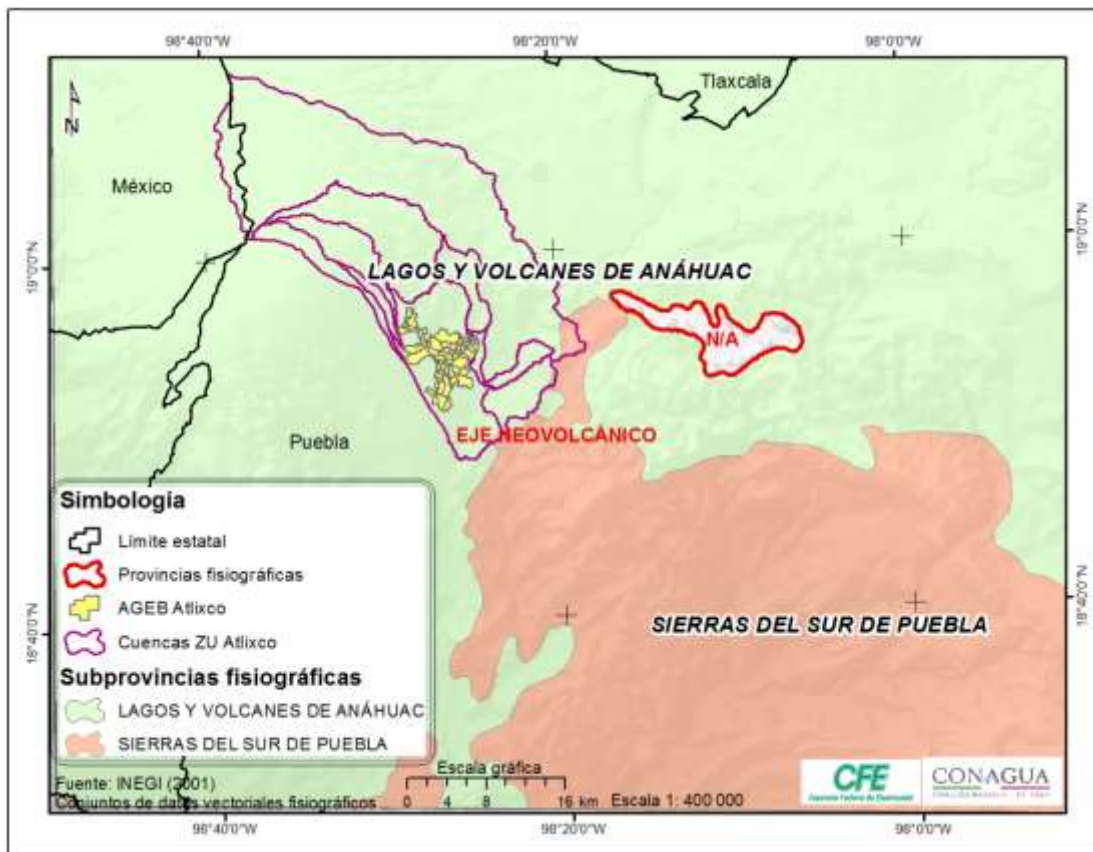 98°40'0"W
98°20'0"W
98°0'0"W
N
Tlaxcala
México
19°0'0"N
19°0'0"N
LAGOS Y VOLCANES DE ANÁHUAC
N/A
Puebla
EJE NEOVOLCÁNICO
Simbología
Límite estatal
Provincias fisiográficas
AGEB Atlixco
Cuencas ZU Atlixco
Subprovincias fisiográficas
LAGOS Y VOLCANES DE ANÁHUAC
SIERRAS DEL SUR DE PUEBLA
18°40'0"N
18°40'0"N
SIERRAS DEL SUR DE PUEBLA
Fuente: INEGI (2001)
Conjuntos de datos vectoriales fisiográficos
Escala gráfica
0 4 8 16 km
Escala 1: 400 000
CFE
Comisión Federal de Electricidad
CONAGUA
98°40'0"W
98°20'0"W
98°0'0"W